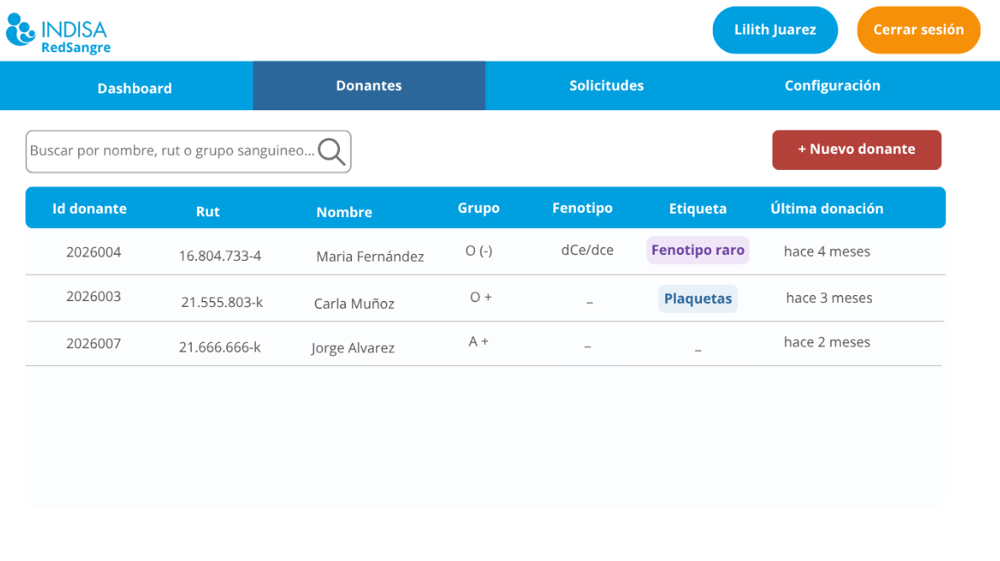 INDISA
RedSangre
Lilith Juarez
Cerrar sesión
Dashboard
Donantes
Solicitudes
Configuración
Buscar por nombre, rut o grupo sanguineo...
+ Nuevo donante
Id donante Rut Nombre Grupo Fenotipo Etiqueta Última donación
2026004 16.804.733-4 Maria Fernández O (-) dCe/dce Fenotipo raro hace 4 meses
2026003 21.555.803-k Carla Muñoz O + _ Plaquetas hace 3 meses
2026007 21.666.666-k Jorge Alvarez A + _ _ hace 2 meses